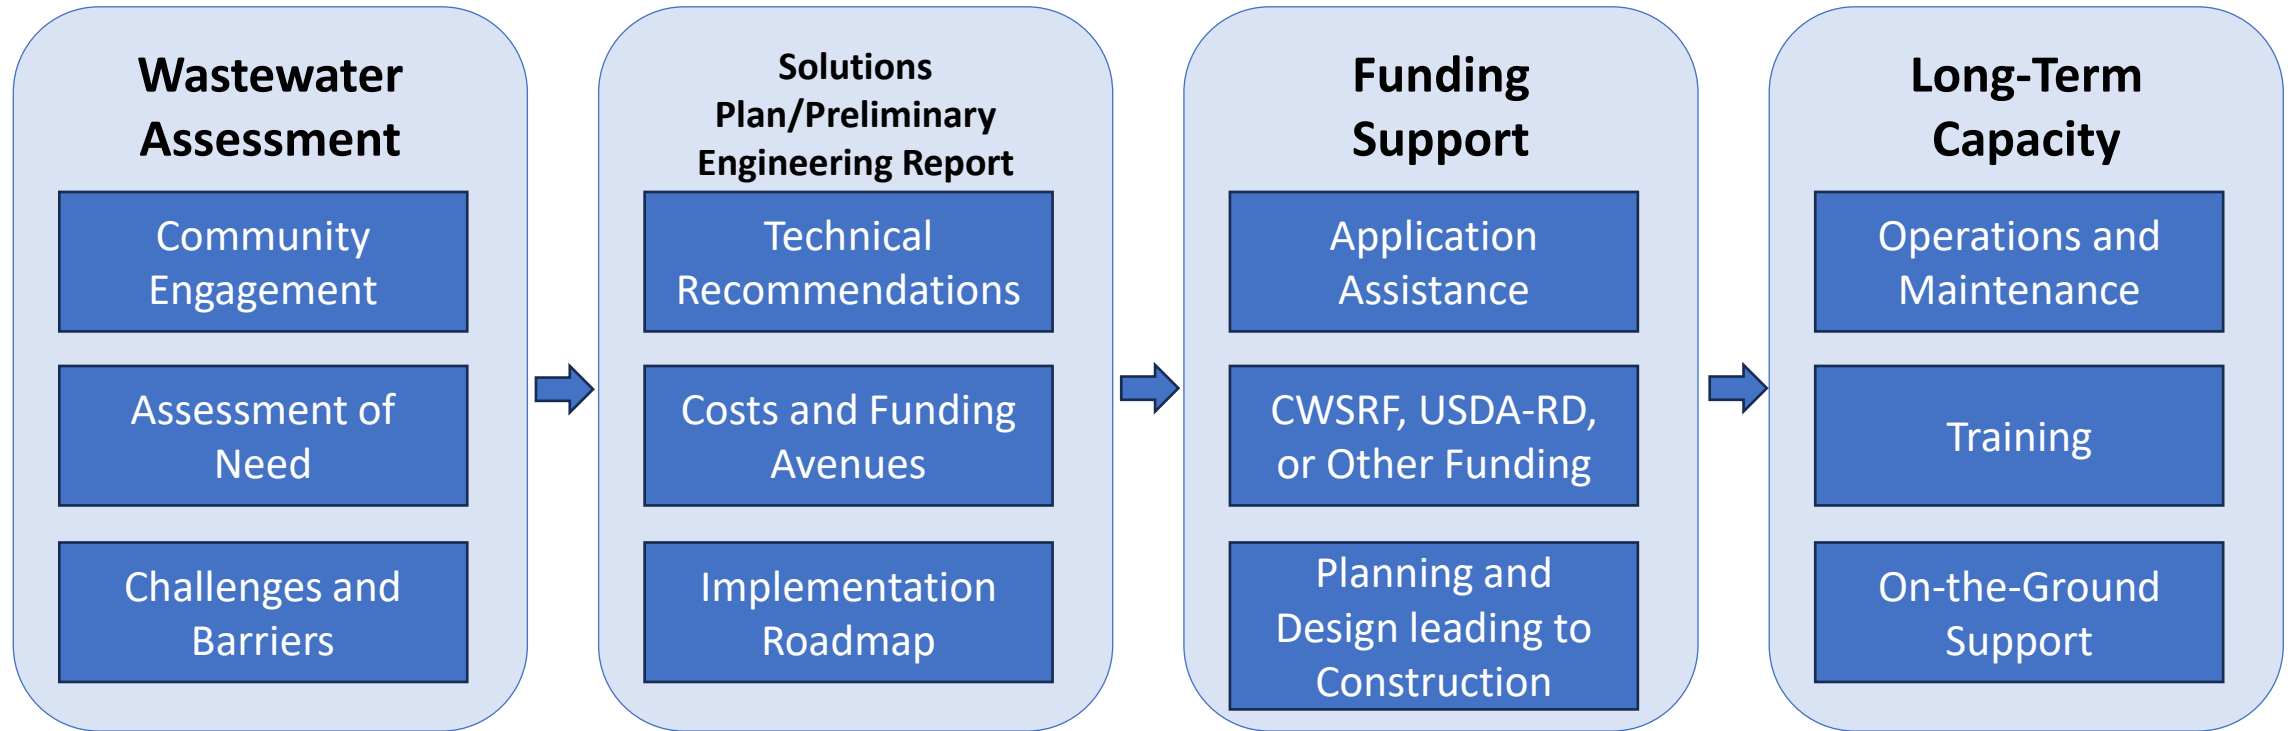 Wastewater
Assessment
Community
Engagement
Assessment of
Need
Challenges and
Barriers
Solutions
Plan/Preliminary
Engineering Report
Technical
Recommendations
Costs and Funding
Avenues
Implementation
Roadmap
Funding
Support
Application
Assistance
CWSRF, USDA-RD,
or Other Funding
Planning and
Design leading to
Construction
Long-Term
Capacity
Operations and
Maintenance
Training
On-the-Ground
Support